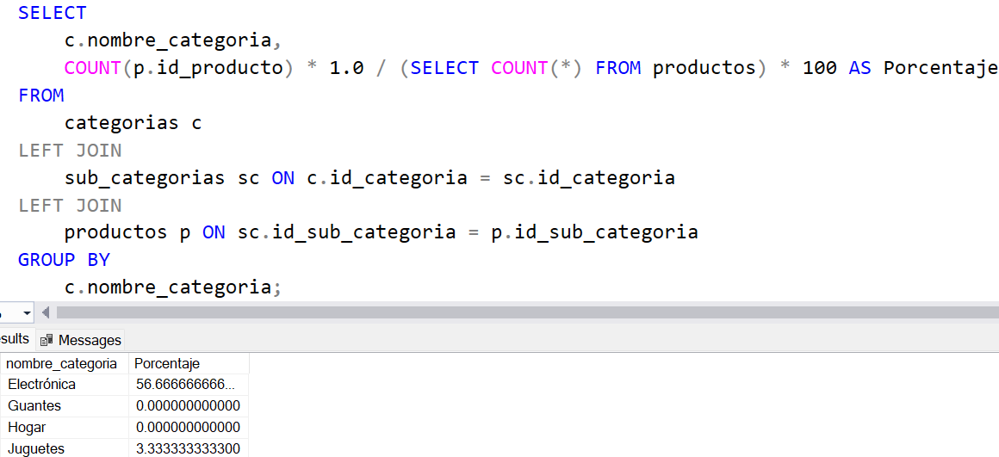 SELECT
c.nombre_categoria,
COUNT(p.id_producto) * 1.0 / (SELECT COUNT(*) FROM productos) * 100 AS Porcentaje
FROM
categorias c
LEFT JOIN
sub_categorias sc ON c.id_categoria = sc.id_categoria
LEFT JOIN
productos p ON sc.id_sub_categoria = p.id_sub_categoria
GROUP BY
c.nombre_categoria;
sults Messages
nombre_categoria Porcentaje
Electrónica 56.666666666...
Guantes 0.000000000000
Hogar 0.000000000000
Juguetes 3.333333333300